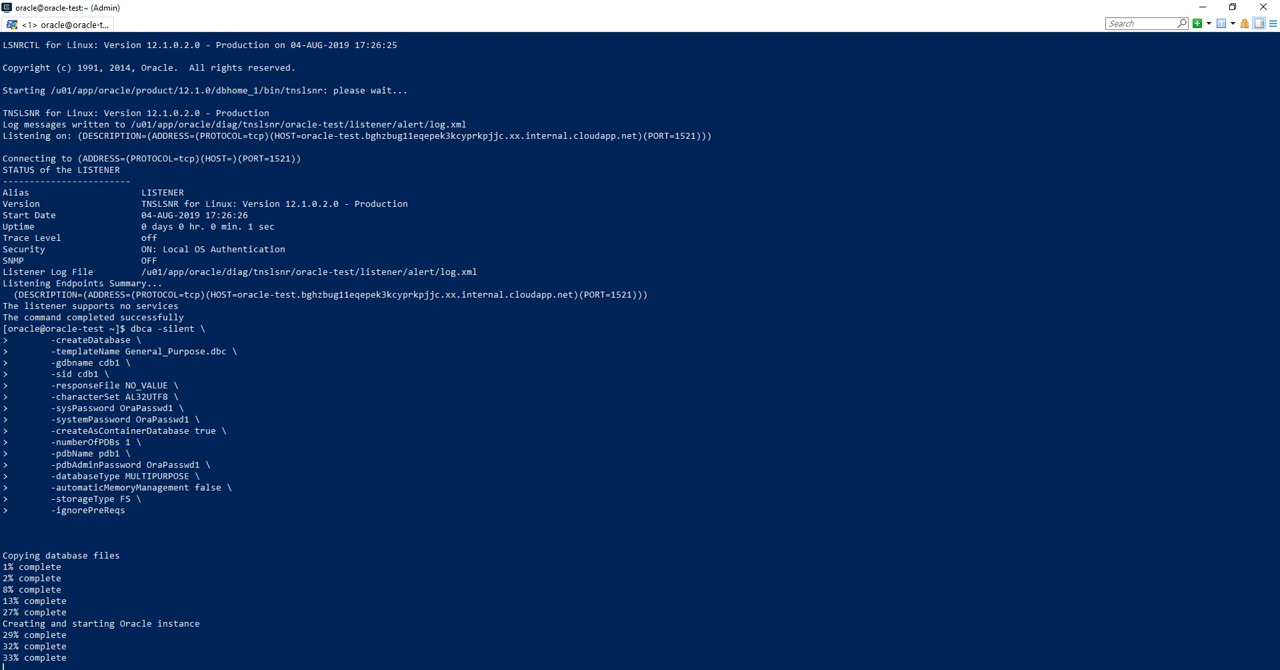 oracle@oracle-test:~ (Admin)
<1> oracle@oracle-t...
Search
LSNRCTL for Linux: Version 12.1.0.2.0 - Production on 04-AUG-2019 17:26:25
Copyright (c) 1991, 2014, Oracle.  All rights reserved.
Starting /u01/app/oracle/product/12.1.0/dbhome_1/bin/tnslsnr: please wait...
TNSLSNR for Linux: Version 12.1.0.2.0 - Production
Log messages written to /u01/app/oracle/diag/tnslsnr/oracle-test/listener/alert/log.xml
Listening on: (DESCRIPTION=(ADDRESS=(PROTOCOL=tcp)(HOST=oracle-test.bghzbug11eqepek3kcyprkpjjc.xx.internal.cloudapp.net)(PORT=1521)))
Connecting to (ADDRESS=(PROTOCOL=tcp)(HOST=)(PORT=1521))
STATUS of the LISTENER
------------------------
Alias                     LISTENER
Version                   TNSLSNR for Linux: Version 12.1.0.2.0 - Production
Start Date                04-AUG-2019 17:26:26
Uptime                    0 days 0 hr. 0 min. 1 sec
Trace Level               off
Security                  ON: Local OS Authentication
SNMP                      OFF
Listener Log File         /u01/app/oracle/diag/tnslsnr/oracle-test/listener/alert/log.xml
Listening Endpoints Summary...
  (DESCRIPTION=(ADDRESS=(PROTOCOL=tcp)(HOST=oracle-test.bghzbug11eqepek3kcyprkpjjc.xx.internal.cloudapp.net)(PORT=1521)))
The listener supports no services
The command completed successfully
[oracle@oracle-test ~]$ dbca -silent \
>        -createDatabase \
>        -templateName General_Purpose.dbc \
>        -gdbname cdb1 \
>        -sid cdb1 \
>        -responseFile NO_VALUE \
>        -characterSet AL32UTF8 \
>        -sysPassword OraPasswd1 \
>        -systemPassword OraPasswd1 \
>        -createAsContainerDatabase true \
>        -numberOfPDBs 1 \
>        -pdbName pdb1 \
>        -pdbAdminPassword OraPasswd1 \
>        -databaseType MULTIPURPOSE \
>        -automaticMemoryManagement false \
>        -storageType FS \
>        -ignorePreReqs
Copying database files
1% complete
2% complete
8% complete
13% complete
27% complete
Creating and starting Oracle instance
29% complete
32% complete
33% complete